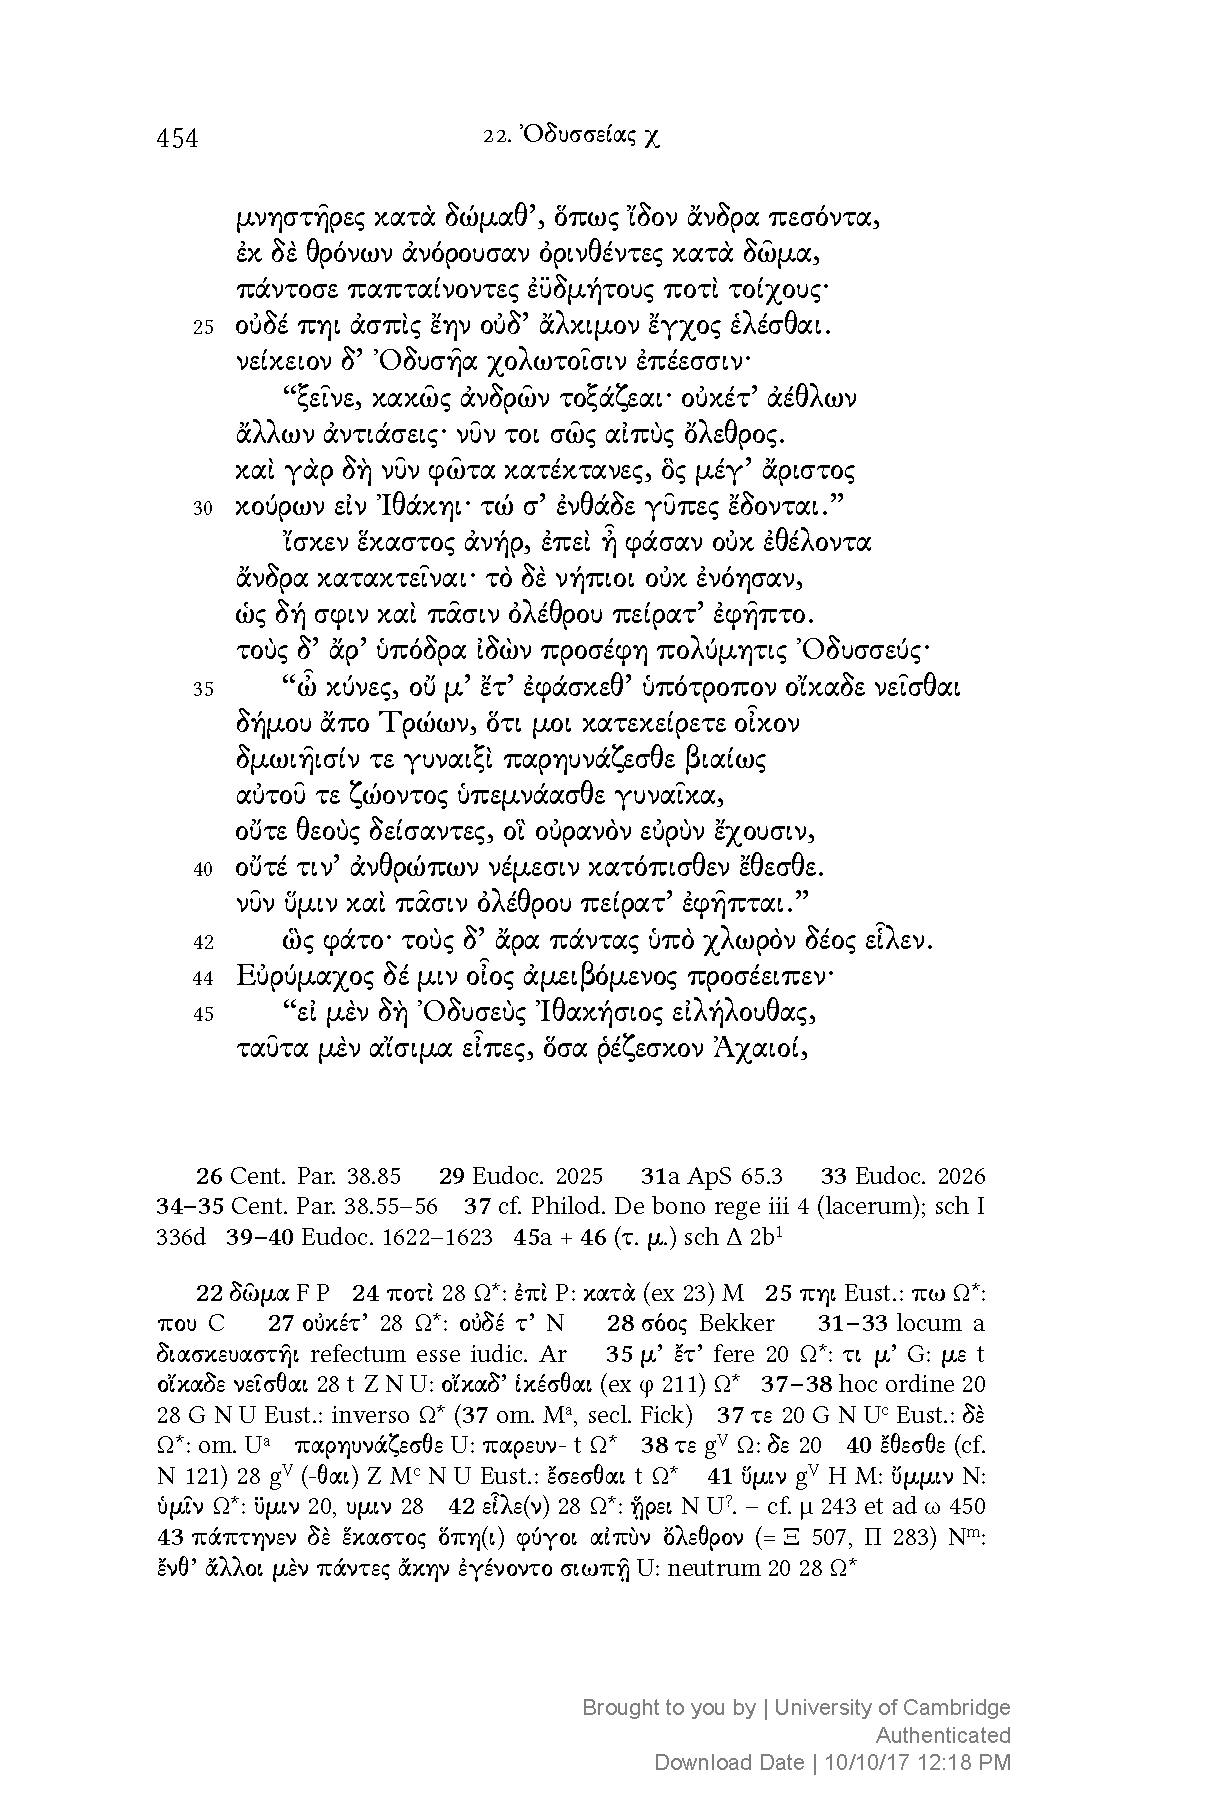 454 22. Ὀδυσσείας χ
μνηστῆρες κατὰ δώμαθ’, ὅπως ἴδον ἄνδρα πεσόντα,
ἐκ δὲ θρόνων ἀνόρουσαν ὀρινθέντες κατὰ δῶμα,
πάντοσε παπταίνοντες ἐϋδμήτους ποτὶ τοίχους·
25 οὐδέ πηι ἀσπὶς ἔην οὐδ’ ἄλκιμον ἔγχος ἑλέσθαι.
νείκειον δ’ Ὀδυσῆα χολωτοῖσιν ἐπέεσσιν·
“ξεῖνε, κακῶς ἀνδρῶν τοξάζεαι· οὐκέτ’ ἀέθλων
ἄλλων ἀντιάσεις· νῦν τοι σῶς αἰπὺς ὄλεθρος.
καὶ γὰρ δὴ νῦν φῶτα κατέκτανες, ὃς μέγ’ ἄριστος
30 κούρων εἰν Ἰθάκηι· τώ σ’ ἐνθάδε γῦπες ἔδονται.”
ἴσκεν ἕκαστος ἀνήρ, ἐπεὶ ἦ φάσαν οὐκ ἐθέλοντα
ἄνδρα κατακτεῖναι· τὸ δὲ νήπιοι οὐκ ἐνόησαν,
ὡς δή σφιν καὶ πᾶσιν ὀλέθρου πείρατ’ ἐφῆπτο.
τοὺς δ’ ἄρ’ ὑπόδρα ἰδὼν προσέφη πολύμητις Ὀδυσσεύς·
35 “ὦ κύνες, οὔ μ’ ἔτ’ ἐφάσκεθ’ ὑπότροπον οἴκαδε νεῖσθαι
δήμου ἄπο Τρώων, ὅτι μοι κατεκείρετε οἶκον
δμωιῆισίν τε γυναιξὶ παρηυνάζεσθε βιαίως
αὐτοῦ τε ζώοντος ὑπεμνάασθε γυναῖκα,
οὔτε θεοὺς δείσαντες, οἳ οὐρανὸν εὐρὺν ἔχουσιν,
40 οὔτέ τιν’ ἀνθρώπων νέμεσιν κατόπισθεν ἔθεσθε.
νῦν ὕμιν καὶ πᾶσιν ὀλέθρου πείρατ’ ἐφῆπται.”
42 ὣς φάτο· τοὺς δ’ ἄρα πάντας ὑπὸ χλωρὸν δέος εἷλεν.
44 Εὐρύμαχος δέ μιν οἶος ἀμειβόμενος προσέειπεν·
45 “εἰ μὲν δὴ Ὀδυσεὺς Ἰθακήσιος εἰλήλουθας,
ταῦτα μὲν αἴσιμα εἶπες, ὅσα ῥέζεσκον Ἀχαιοί,
26 Cent. Par. 38.85 29 Eudoc. 2025 31a ApS 65.3 33 Eudoc. 2026
34–35 Cent. Par. 38.55–56 37 cf. Philod. De bono rege iii 4 (lacerum); sch I
336d 39–40 Eudoc. 1622–1623 45a + 46 (τ. μ.) sch Δ 2b¹
22 δῶμα F P 24 ποτὶ 28 Ω*: ἐπὶ P: κατὰ (ex 23) M 25 πηι Eust.: πω Ω*:
που C 27 οὐκέτ’ 28 Ω*: οὐδέ τ’ N 28 σόος Bekker 31–33 locum a
διασκευαστῆι refectum esse iudic. Ar 35 μ’ ἔτ’ fere 20 Ω*: τι μ’ G: με t
οἴκαδε νεῖσθαι 28 t Z N U: οἴκαδ’ ἱκέσθαι (ex φ 211) Ω* 37–38 hoc ordine 20
28 G N U Eust.: inverso Ω* (37 om. Mᵃ, secl. Fick) 37 τε 20 G N Uᶜ Eust.: δὲ
Ω*: om. Uᵃ παρηυνάζεσθε U: παρευν- t Ω* 38 τε gⱽ Ω: δε 20 40 ἔθεσθε (cf.
N 121) 28 gⱽ (-θαι) Z Mᶜ N U Eust.: ἔσεσθαι t Ω* 41 ὕμιν gⱽ H M: ὔμμιν N:
ὑμῖν Ω*: ϋμιν 20, υμιν 28 42 εἷλε(ν) 28 Ω*: ᾕρει N U?. – cf. μ 243 et ad ω 450
43 πάπτηνεν δὲ ἕκαστος ὅπη(ι) φύγοι αἰπὺν ὄλεθρον (= Ξ 507, Π 283) Nᵐ:
ἔνθ’ ἄλλοι μὲν πάντες ἄκην ἐγένοντο σιωπῇ U: neutrum 20 28 Ω*
Brought to you by | University of Cambridge
Authenticated
Download Date | 10/10/17 12:18 PM